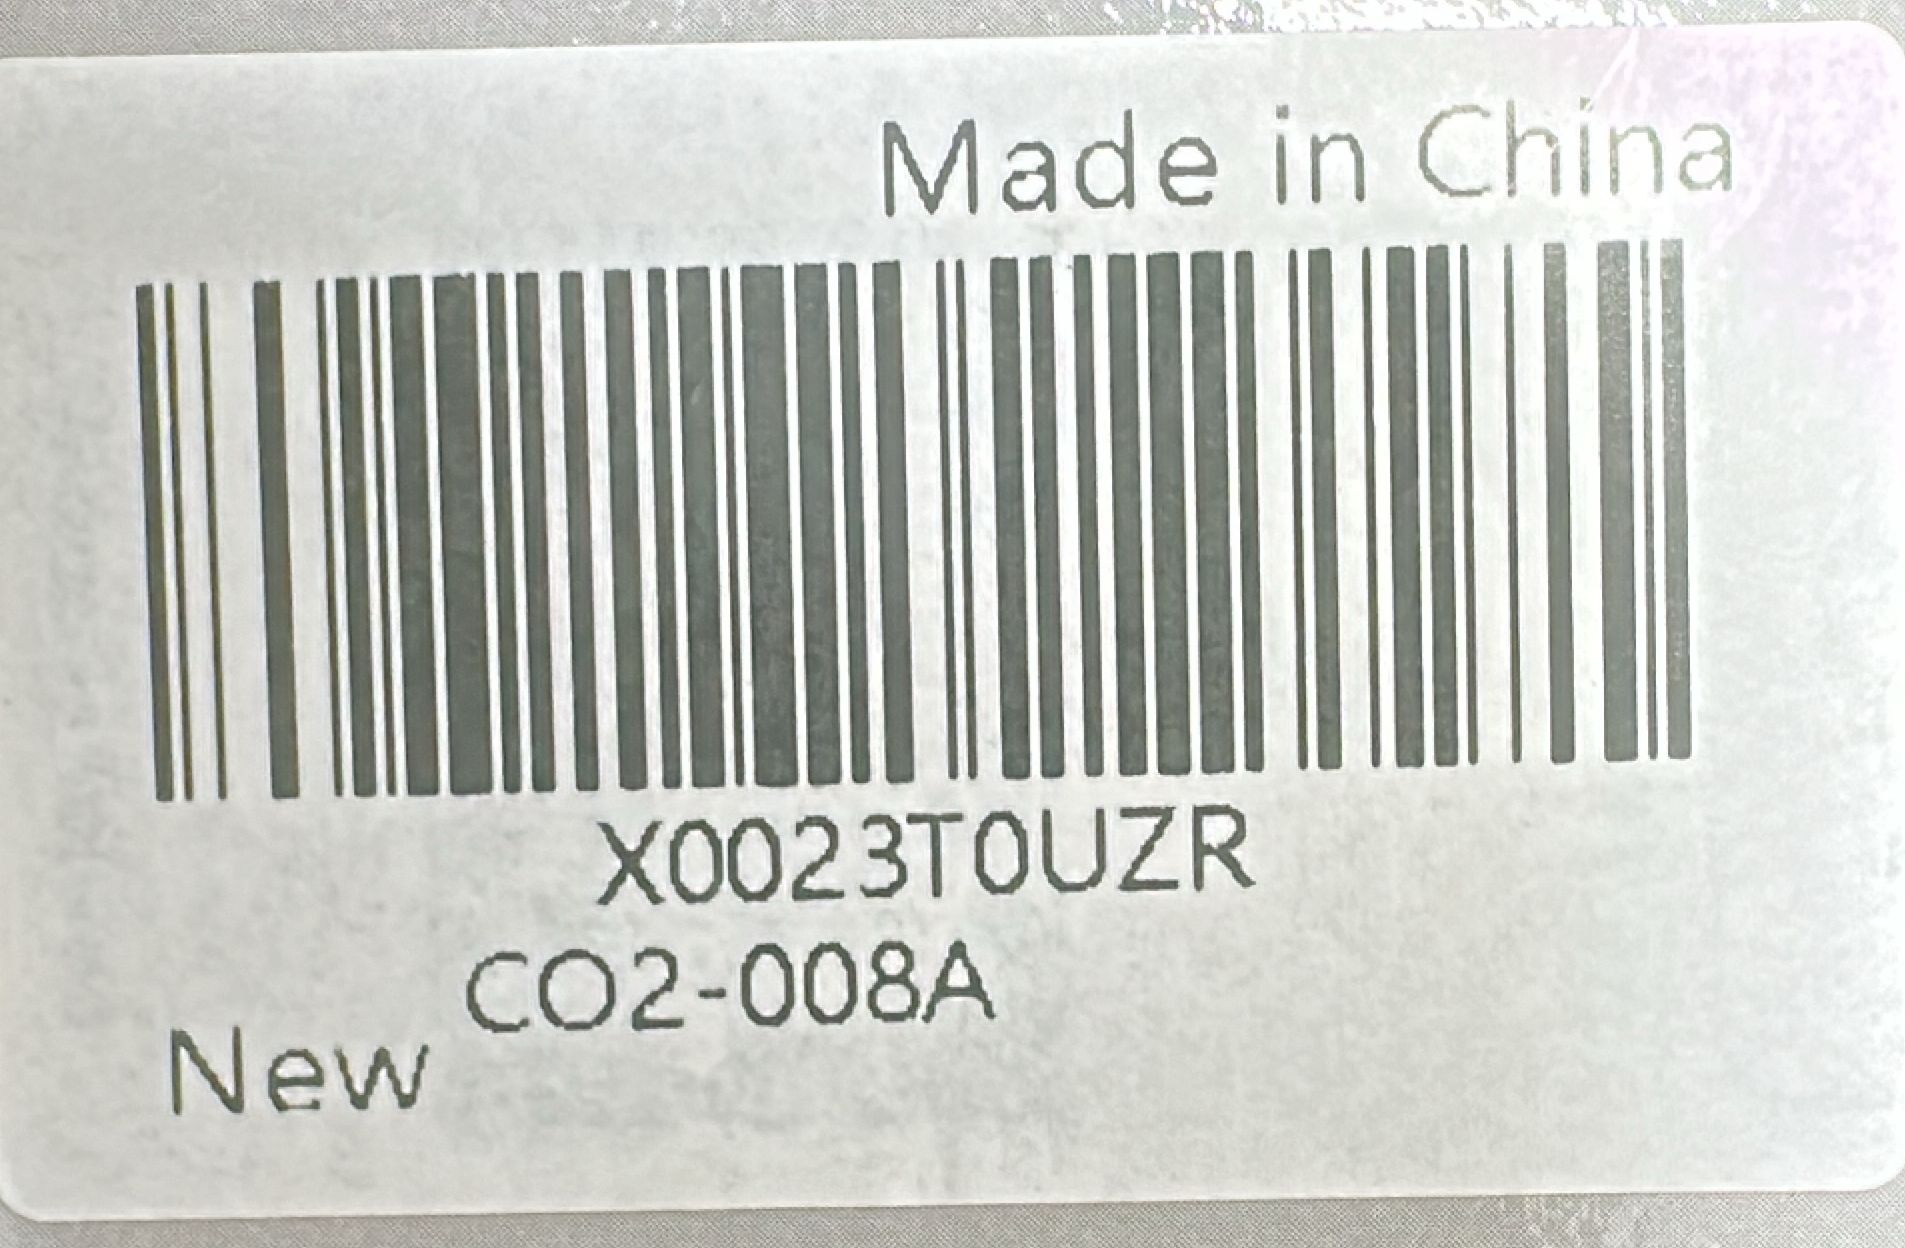 Made in China
X0023T0UZR
CO2-008A
New